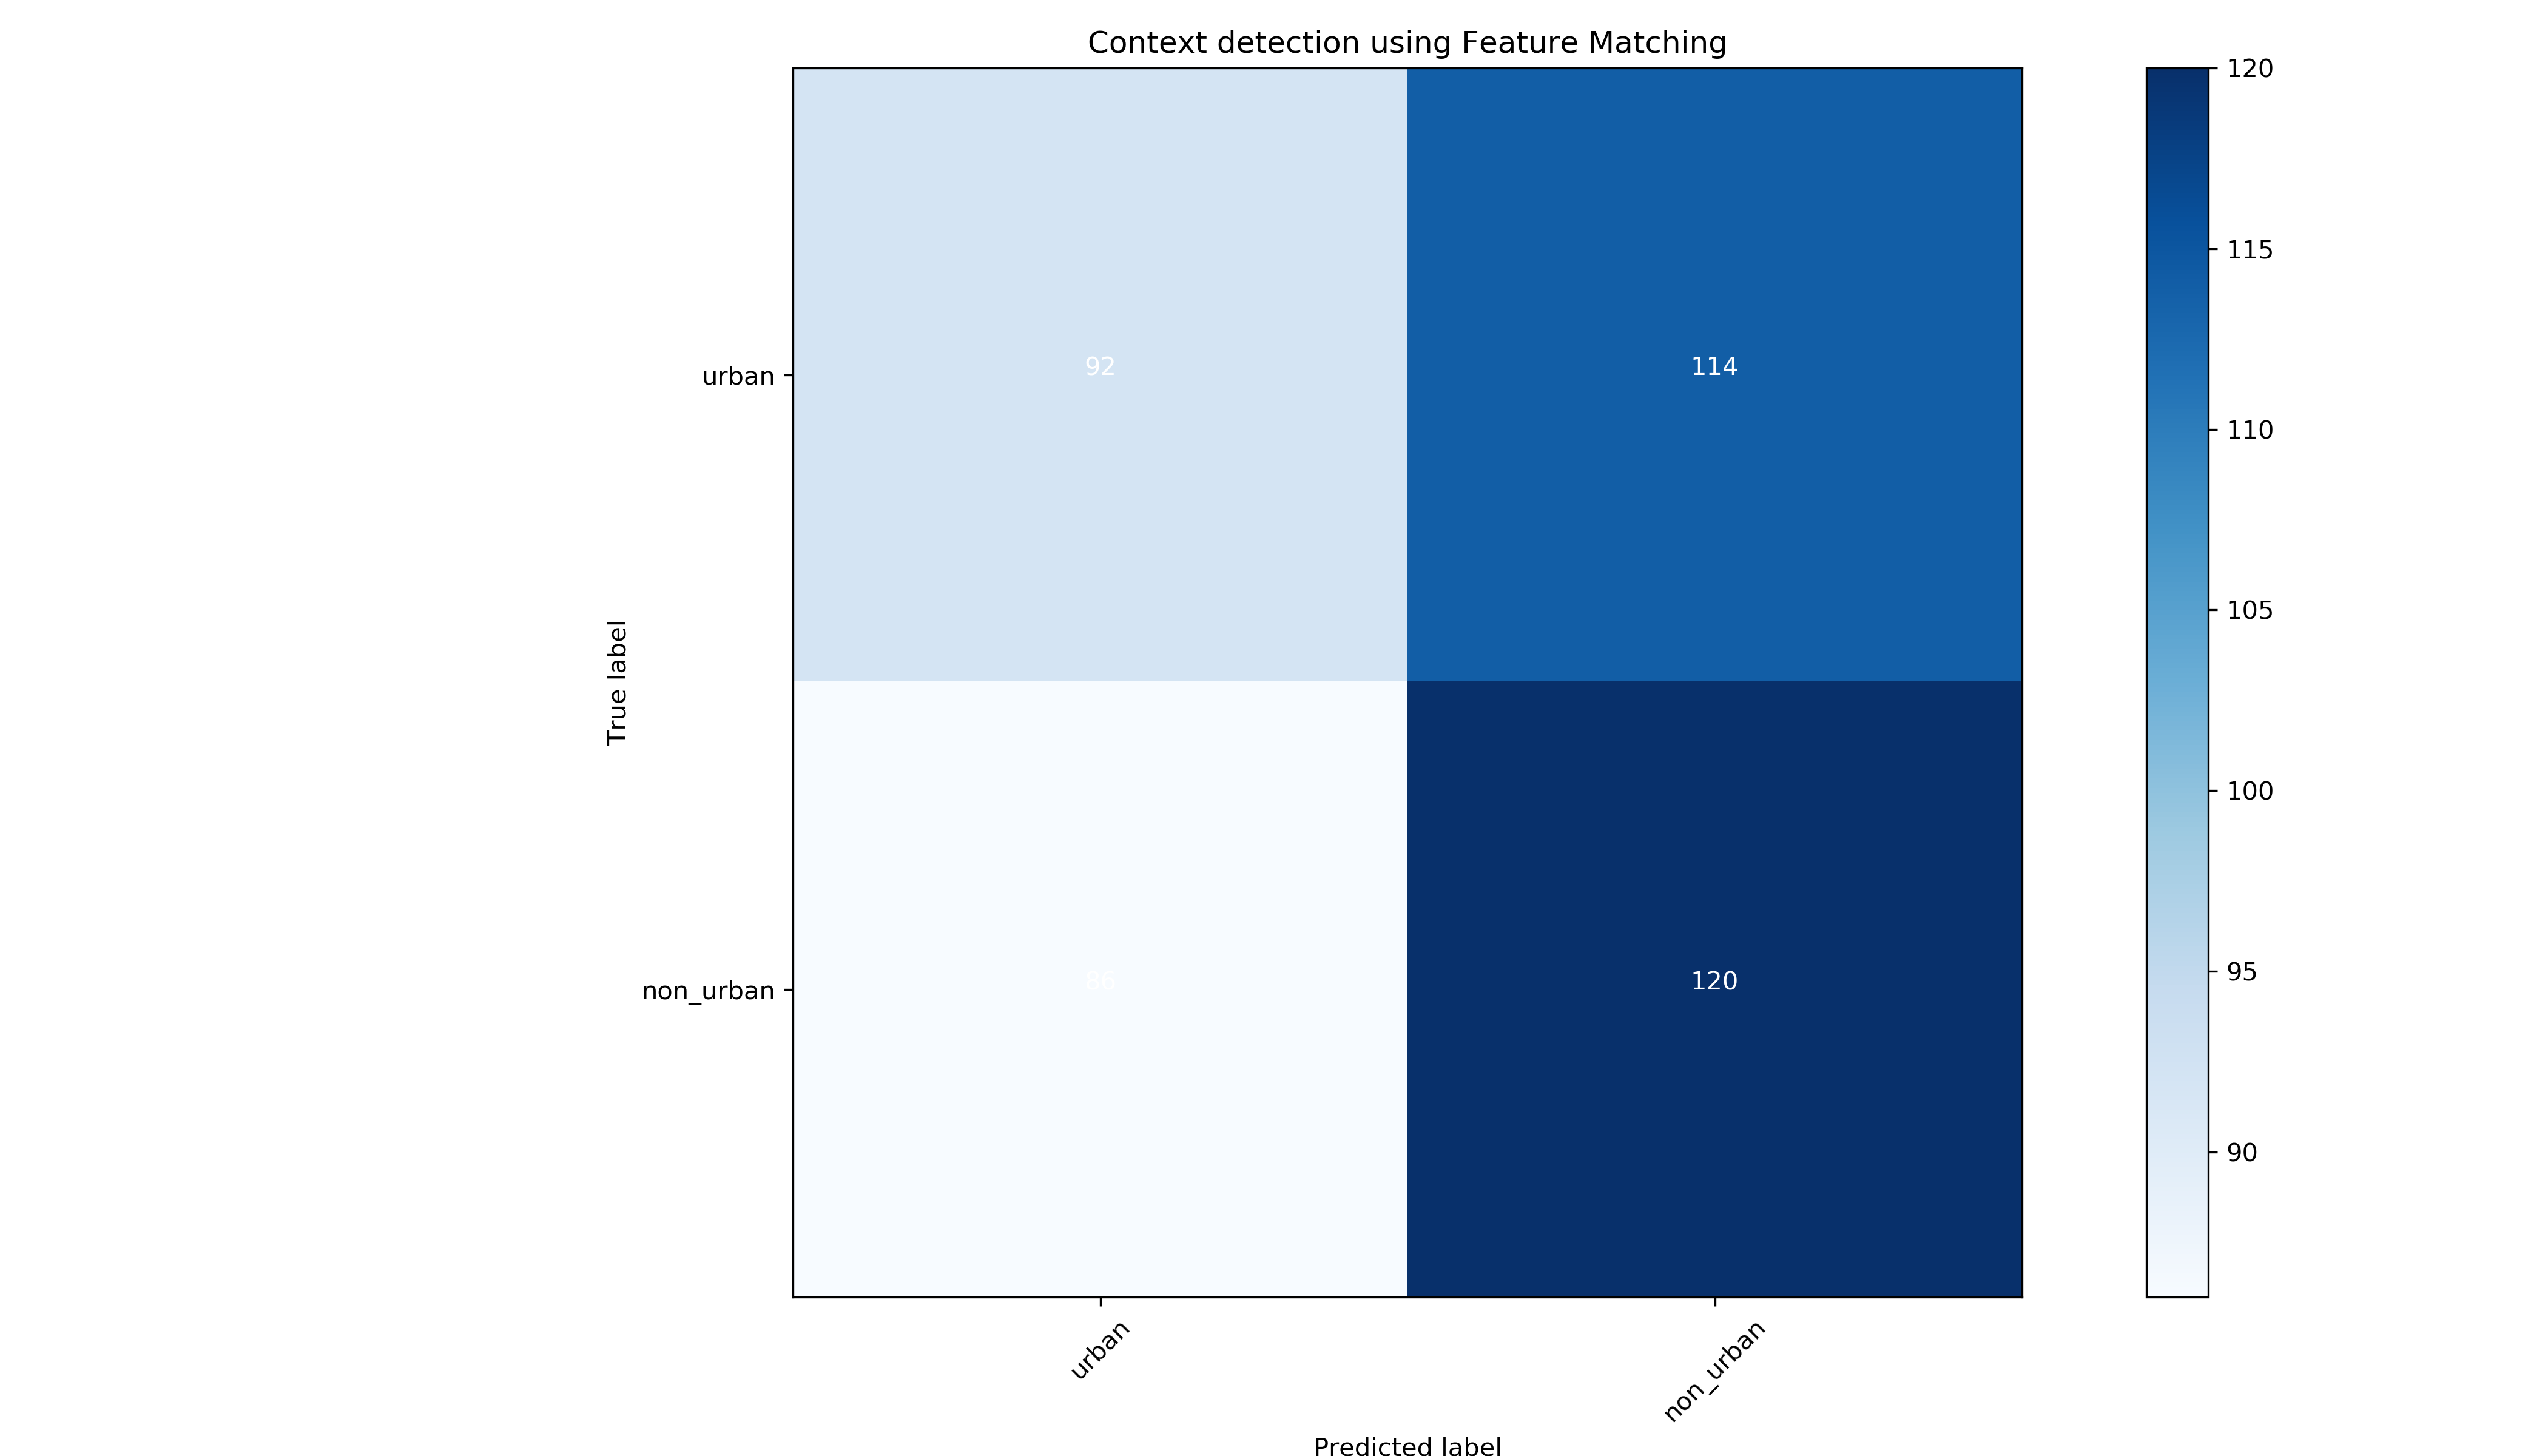 Context detection using Feature Matching
120
115
110
105
100
95
90
urban
92
114
True label
non_urban
86
120
urban
non_urban
Predicted label